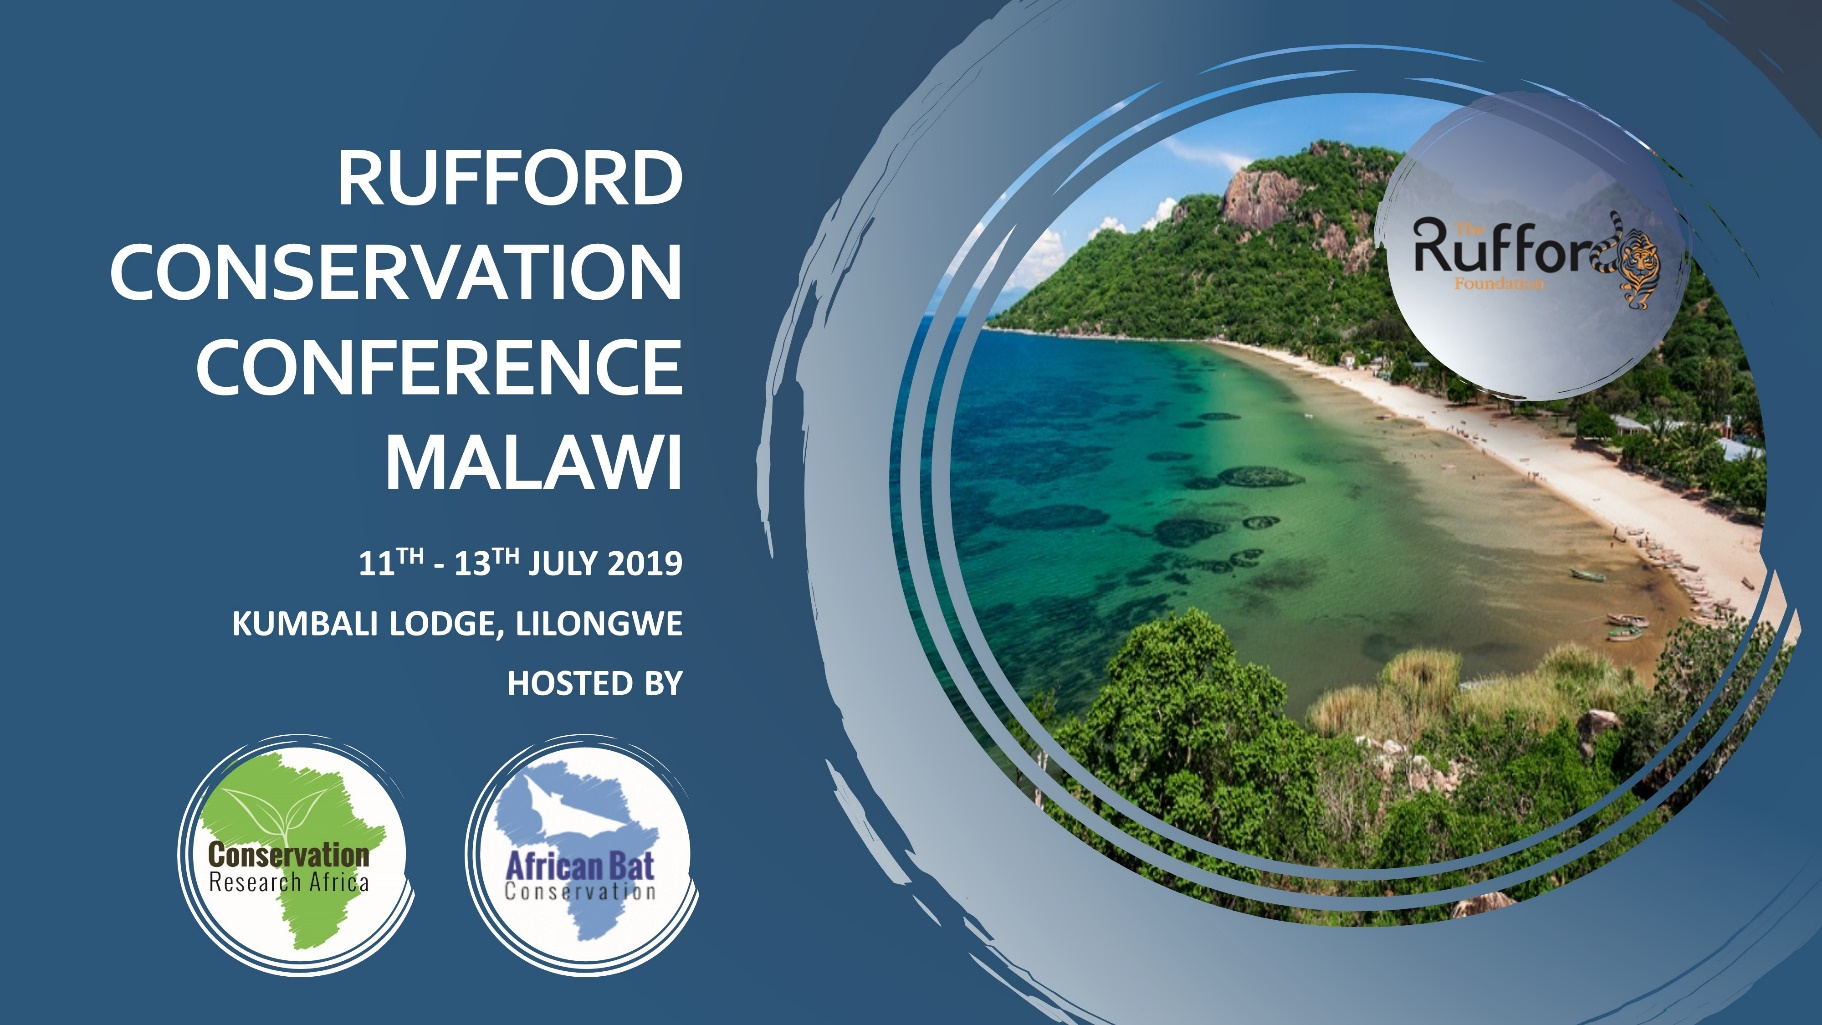 RUFFORD
CONSERVATION
CONFERENCE
MALAWI
11TH - 13TH JULY 2019
KUMBALI LODGE, LILONGWE
HOSTED BY
Conservation
Research Africa
African Bat
Conservation
The
Rufford
Foundation